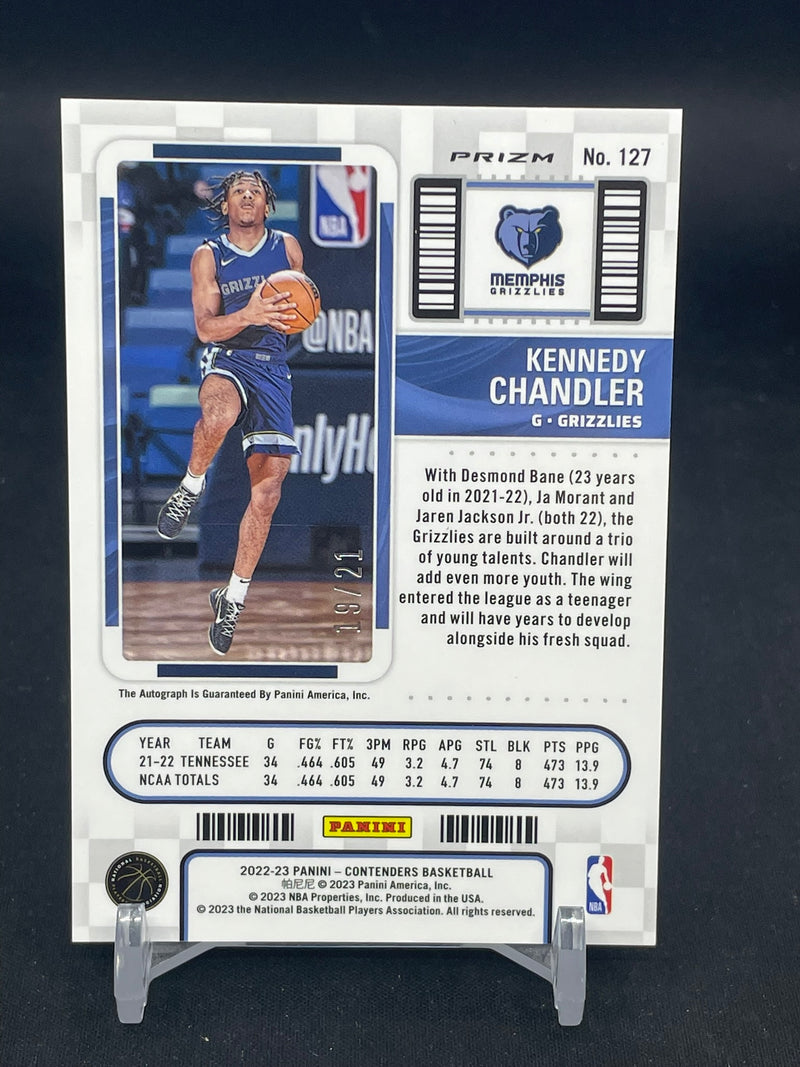 PRIZM No. 127
NBA
GRIZZL
@NBA
nlyHo
19/21
MEMPHIS
GRIZZLIES
KENNEDY
CHANDLER
G • GRIZZLIES
With Desmond Bane (23 years
old in 2021-22), Ja Morant and
Jaren Jackson Jr. (both 22), the
Grizzlies are built around a trio
of young talents. Chandler will
add even more youth. The wing
entered the league as a teenager
and will have years to develop
alongside his fresh squad.
The Autograph Is Guaranteed By Panini America, Inc.
YEAR TEAM G FG% FT% 3PM RPG APG STL BLK PTS PPG
21-22 TENNESSEE 34 .464 .605 49 3.2 4.7 74 8 473 13.9
NCAA TOTALS 34 .464 .605 49 3.2 4.7 74 8 473 13.9
PANINI
NATIONAL BASKETBALL
2022-23 PANINI – CONTENDERS BASKETBALL
帕尼尼 © 2023 Panini America, Inc.
© 2023 NBA Properties, Inc. Produced in the USA.
© 2023 the National Basketball Players Association. All rights reserved.
NBA